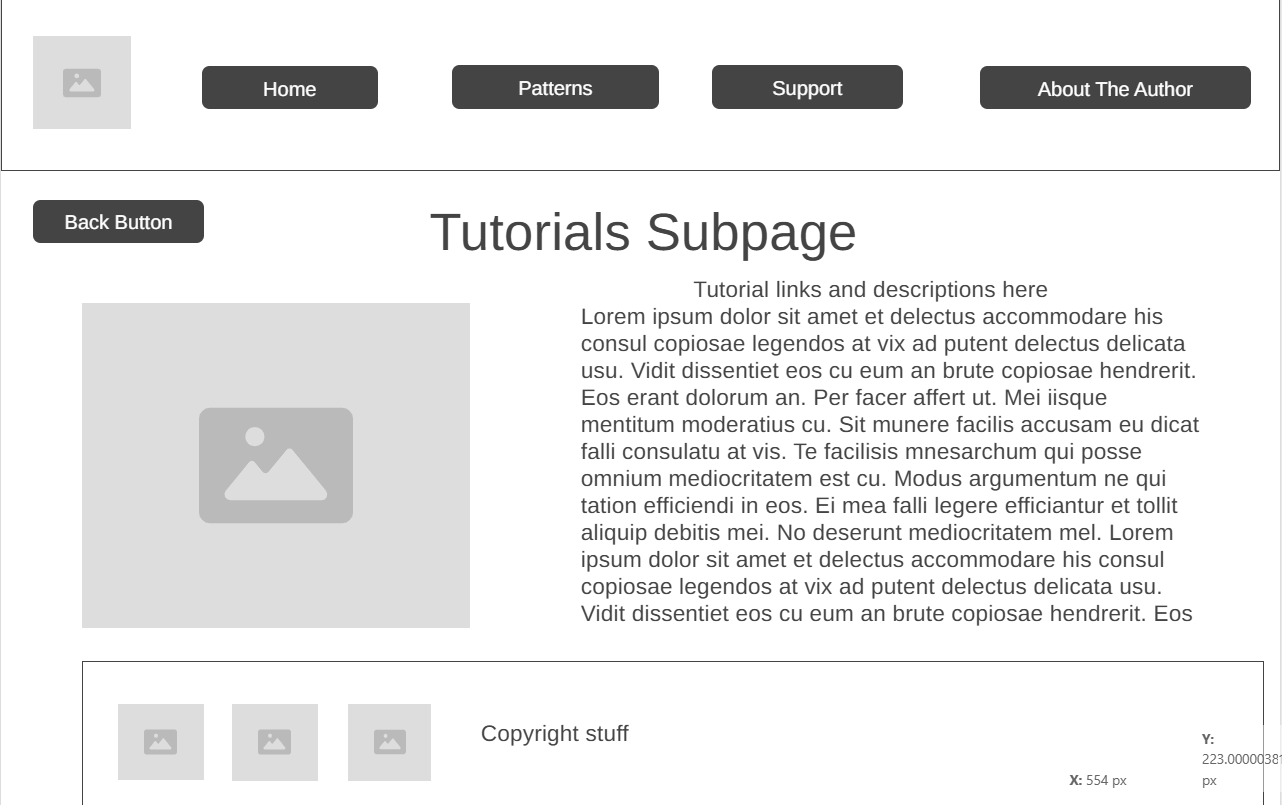 Home
Patterns
Support
About The Author
Back Button
Tutorials Subpage
Tutorial links and descriptions here
Lorem ipsum dolor sit amet et delectus accommodare his
consul copiosae legendos at vix ad putent delectus delicata
usu. Vidit dissentiet eos cu eum an brute copiosae hendrerit.
Eos erant dolorum an. Per facer affert ut. Mei iisque
mentitum moderatius cu. Sit munere facilis accusam eu dicat
falli consulatu at vis. Te facilisis mnesarchum qui posse
omnium mediocritatem est cu. Modus argumentum ne qui
tation efficiendi in eos. Ei mea falli legere efficiantur et tollit
aliquip debitis mei. No deserunt mediocritatem mel. Lorem
ipsum dolor sit amet et delectus accommodare his consul
copiosae legendos at vix ad putent delectus delicata usu.
Vidit dissentiet eos cu eum an brute copiosae hendrerit. Eos
Copyright stuff
X: 554 px
Y:
223.0000038
px